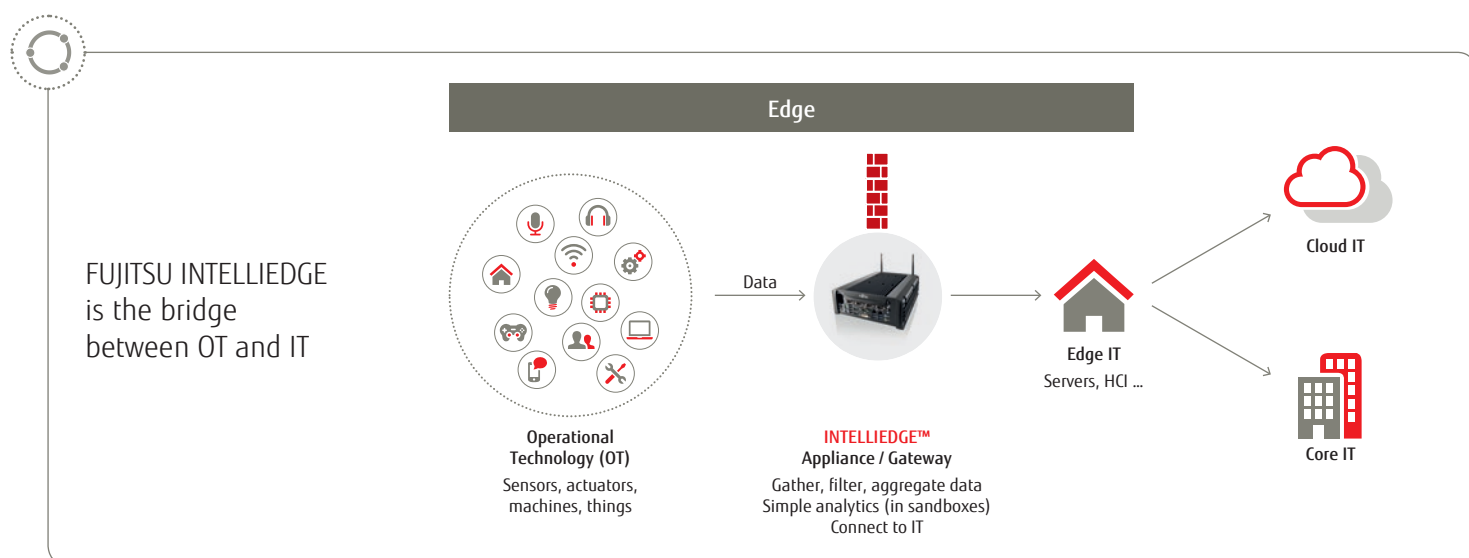 Edge
FUJITSU INTELLIEDGE
is the bridge
between OT and IT
Data
Cloud IT
Edge IT
Servers, HCI ...
Core IT
Operational
Technology (OT)
Sensors, actuators,
machines, things
INTELLIEDGE™
Appliance / Gateway
Gather, filter, aggregate data
Simple analytics (in sandboxes)
Connect to IT